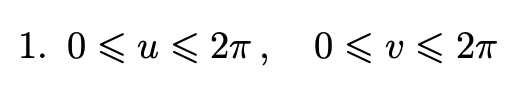 1. 0 ⩽ u ⩽ 2π, 0 ⩽ v ⩽ 2π